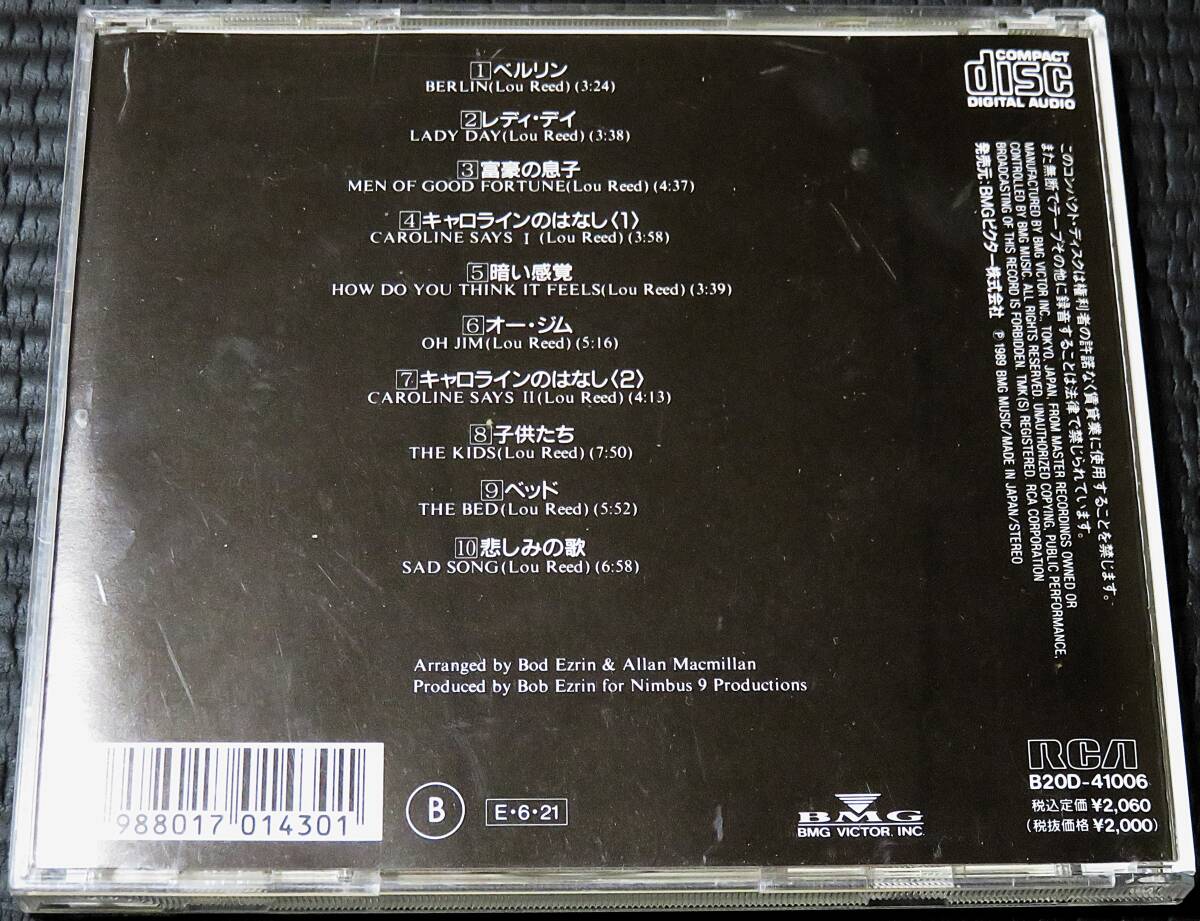 1 ベルリン
BERLIN(Lou Reed) (3:24)
2 レディ・デイ
LADY DAY(Lou Reed) (3:38)
3 富豪の息子
MEN OF GOOD FORTUNE(Lou Reed) (4:37)
4 キャロラインのはなし〈1〉
CAROLINE SAYS I (Lou Reed) (3:58)
5 暗い感覚
HOW DO YOU THINK IT FEELS(Lou Reed) (3:39)
6 オー・ジム
OH JIM(Lou Reed) (5:16)
7 キャロラインのはなし〈2〉
CAROLINE SAYS II(Lou Reed) (4:13)
8 子供たち
THE KIDS(Lou Reed) (7:50)
9 ベッド
THE BED(Lou Reed) (5:52)
10 悲しみの歌
SAD SONG(Lou Reed) (6:58)
Arranged by Bod Ezrin & Allan Macmillan
Produced by Bob Ezrin for Nimbus 9 Productions
COMPACT
disc
DIGITAL AUDIO
このコンパクト・ディスクは権利者の許諾なく賃貸業に使用することを禁じます。
また無断でテープその他に録音することは法律で禁じられています。
MANUFACTURED BY BMG VICTOR INC., TOKYO, JAPAN. FROM MASTER RECORDINGS OWNED OR
CONTROLLED BY BMG MUSIC. ALL RIGHTS RESERVED. UNAUTHORIZED COPYING, PUBLIC PERFORMANCE,
BROADCASTING OF THIS RECORD IS FORBIDDEN. TMK(S) REGISTERED. RCA CORPORATION
発売元:BMGビクター株式会社 ℗ 1989 BMG MUSIC/MADE IN JAPAN/STEREO
988017 014301
B
E・6・21
BMG
BMG VICTOR, INC.
RCA
B20D-41006
税込定価 ¥2,060
(税抜価格 ¥2,000)